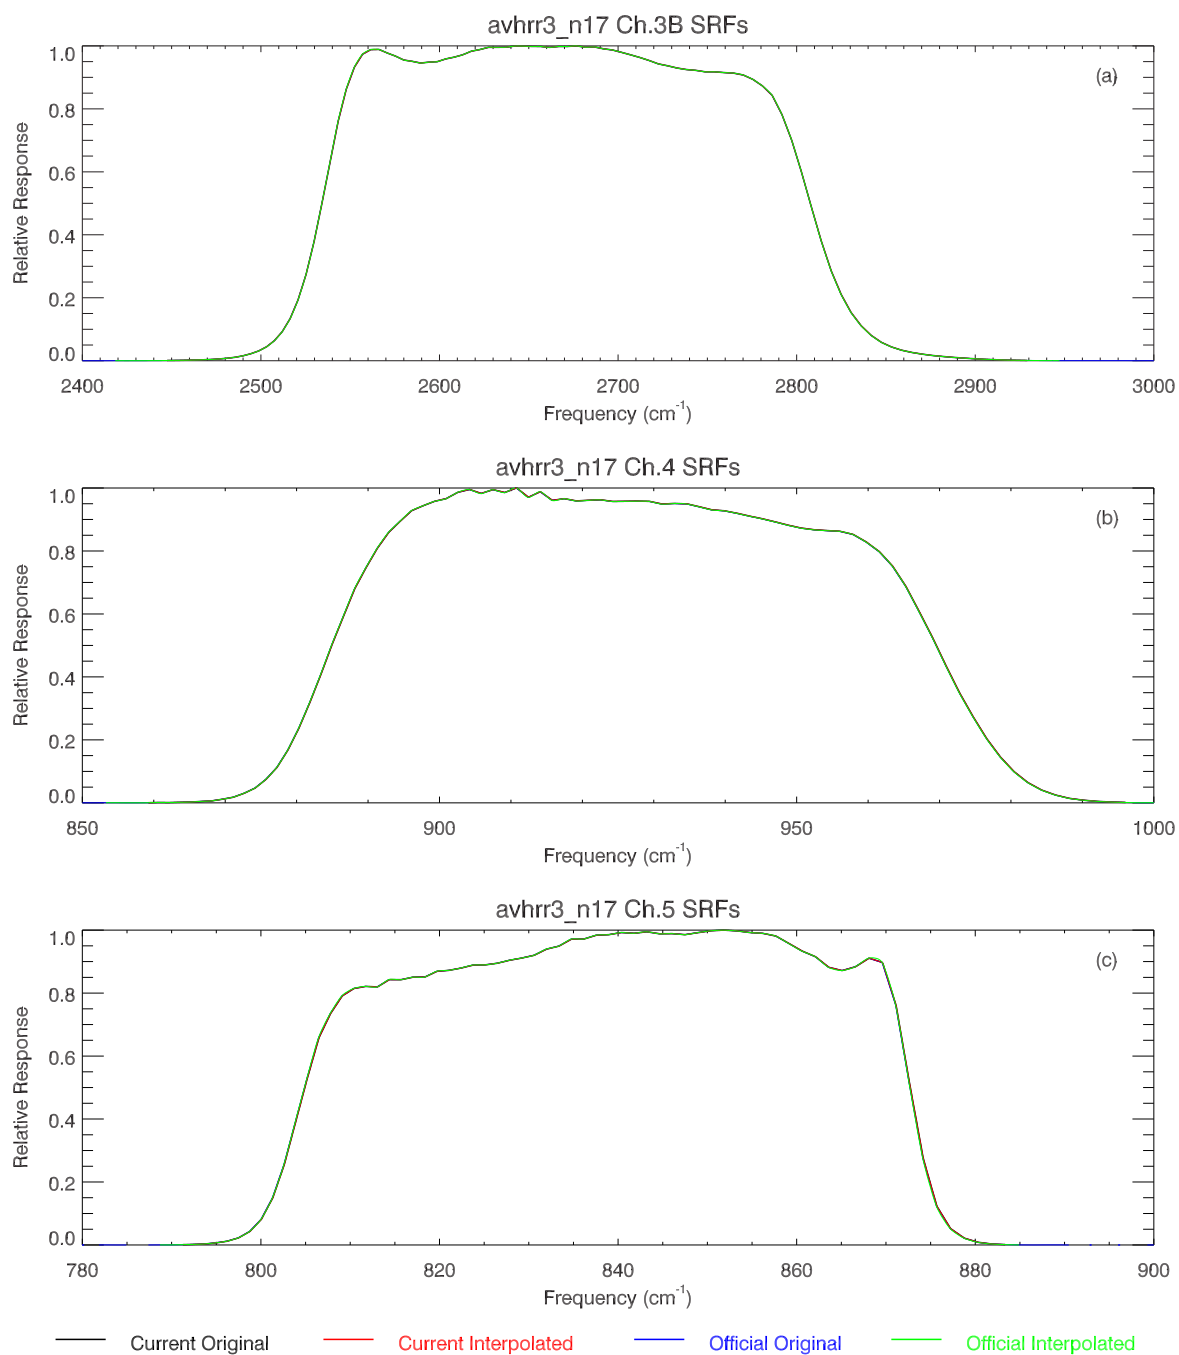 avhrr3_n17 Ch.3B SRFs
1.0
0.8
0.6
0.4
0.2
0.0
Relative Response
(a)
2400 2500 2600 2700 2800 2900 3000
Frequency (cm⁻¹)
avhrr3_n17 Ch.4 SRFs
1.0
0.8
0.6
0.4
0.2
0.0
Relative Response
(b)
850 900 950 1000
Frequency (cm⁻¹)
avhrr3_n17 Ch.5 SRFs
1.0
0.8
0.6
0.4
0.2
0.0
Relative Response
(c)
780 800 820 840 860 880 900
Frequency (cm⁻¹)
Current Original Current Interpolated Official Original Official Interpolated